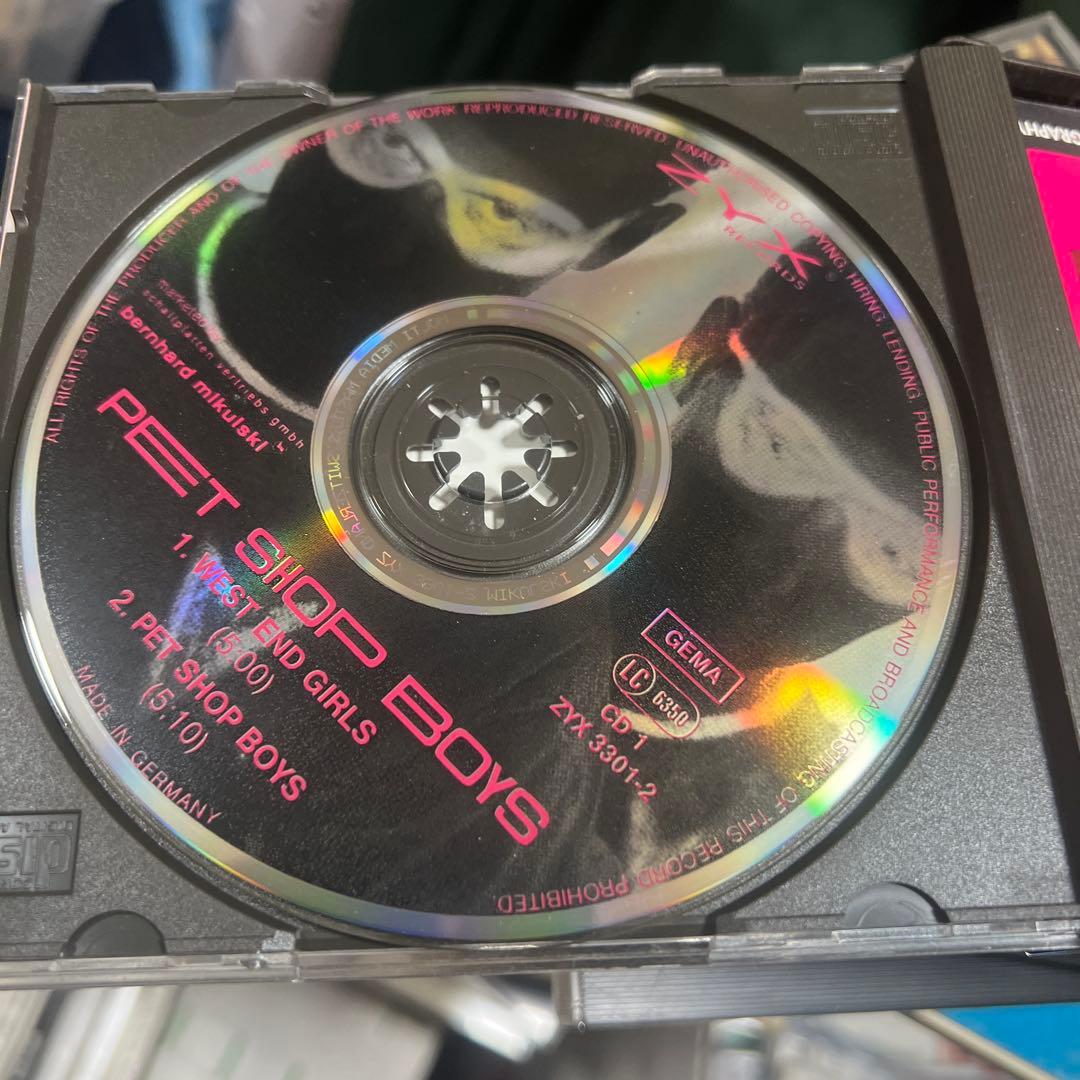 ALL RIGHTS OF THE PRODUCER AND OF THE OWNER OF THE WORK REPRODUCED RESERVED. UNAUTHORISED COPYING, HIRING, LENDING, PUBLIC PERFORMANCE AND BROADCASTING OF THIS RECORD PROHIBITED
ZYX
RECORDS
schallplatten vertriebs gmbh
bernhard mikulski
PET SHOP BOYS
1. WEST END GIRLS
(5.00)
2. PET SHOP BOYS
(5.10)
GEMA
LC 6350
CD 1
ZYX 3301-2
MADE IN GERMANY